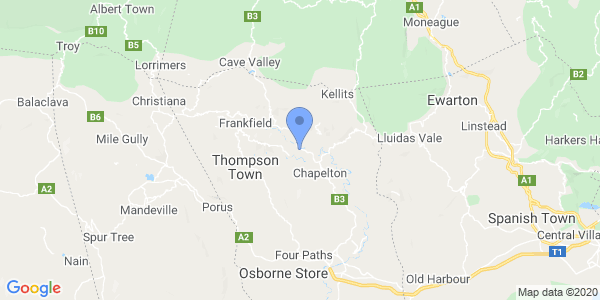 Albert Town
B3
A1
Moneague
B10
Troy
B5
Lorrimers
Cave Valley
B2
Kellits
Balaclava
Christiana
Ewarton
B6
Frankfield
Linstead
Mile Gully
Lluidas Vale
Harkers Ha
Thompson
Town
Chapelton
A1
A2
Mandeville
Porus
B3
Spanish Town
Spur Tree
A2
Central Villa
Nain
Four Paths
T1
Osborne Store
Old Harbour
Google
Map data ©2020